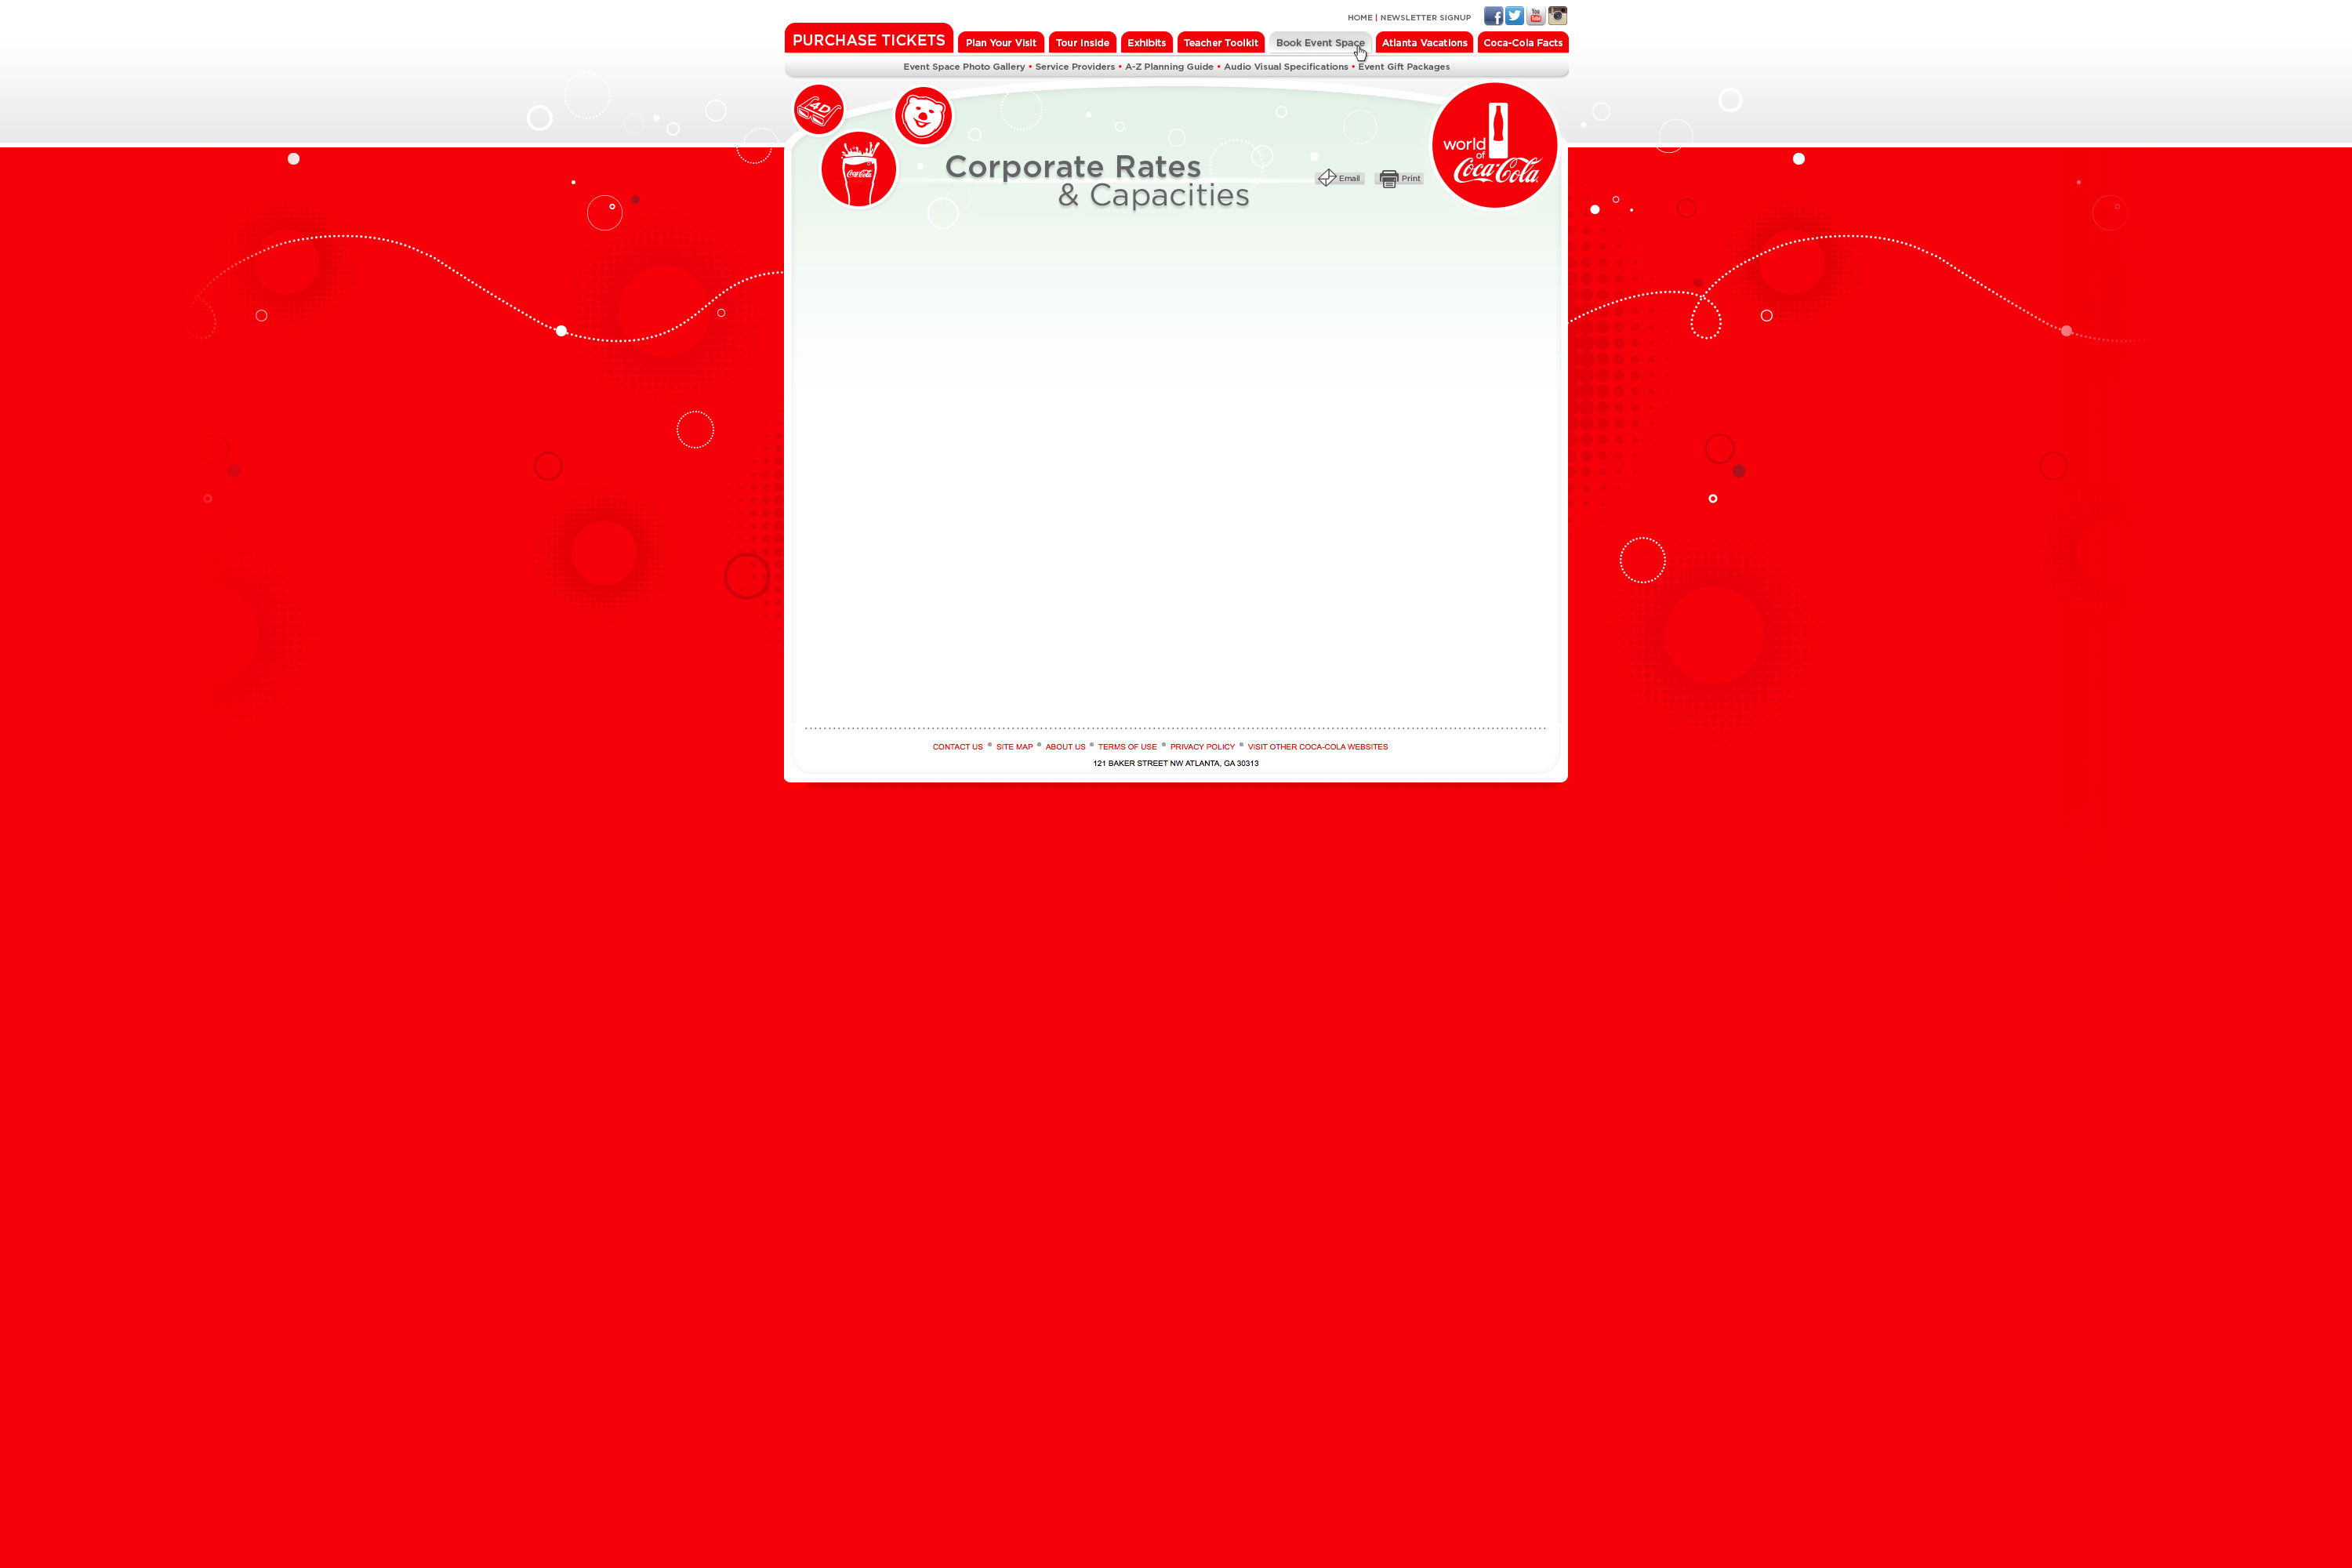 HOME | NEWSLETTER SIGNUP
PURCHASE TICKETS Plan Your Visit Tour Inside Exhibits Teacher Toolkit Book Event Space Atlanta Vacations Coca-Cola Facts
Event Space Photo Gallery • Service Providers • A-Z Planning Guide • Audio Visual Specifications • Event Gift Packages
4D
Coca-Cola
Corporate Rates
& Capacities
Email Print
world
of
Coca-Cola
CONTACT US • SITE MAP • ABOUT US • TERMS OF USE • PRIVACY POLICY • VISIT OTHER COCA-COLA WEBSITES
121 BAKER STREET NW ATLANTA, GA 30313